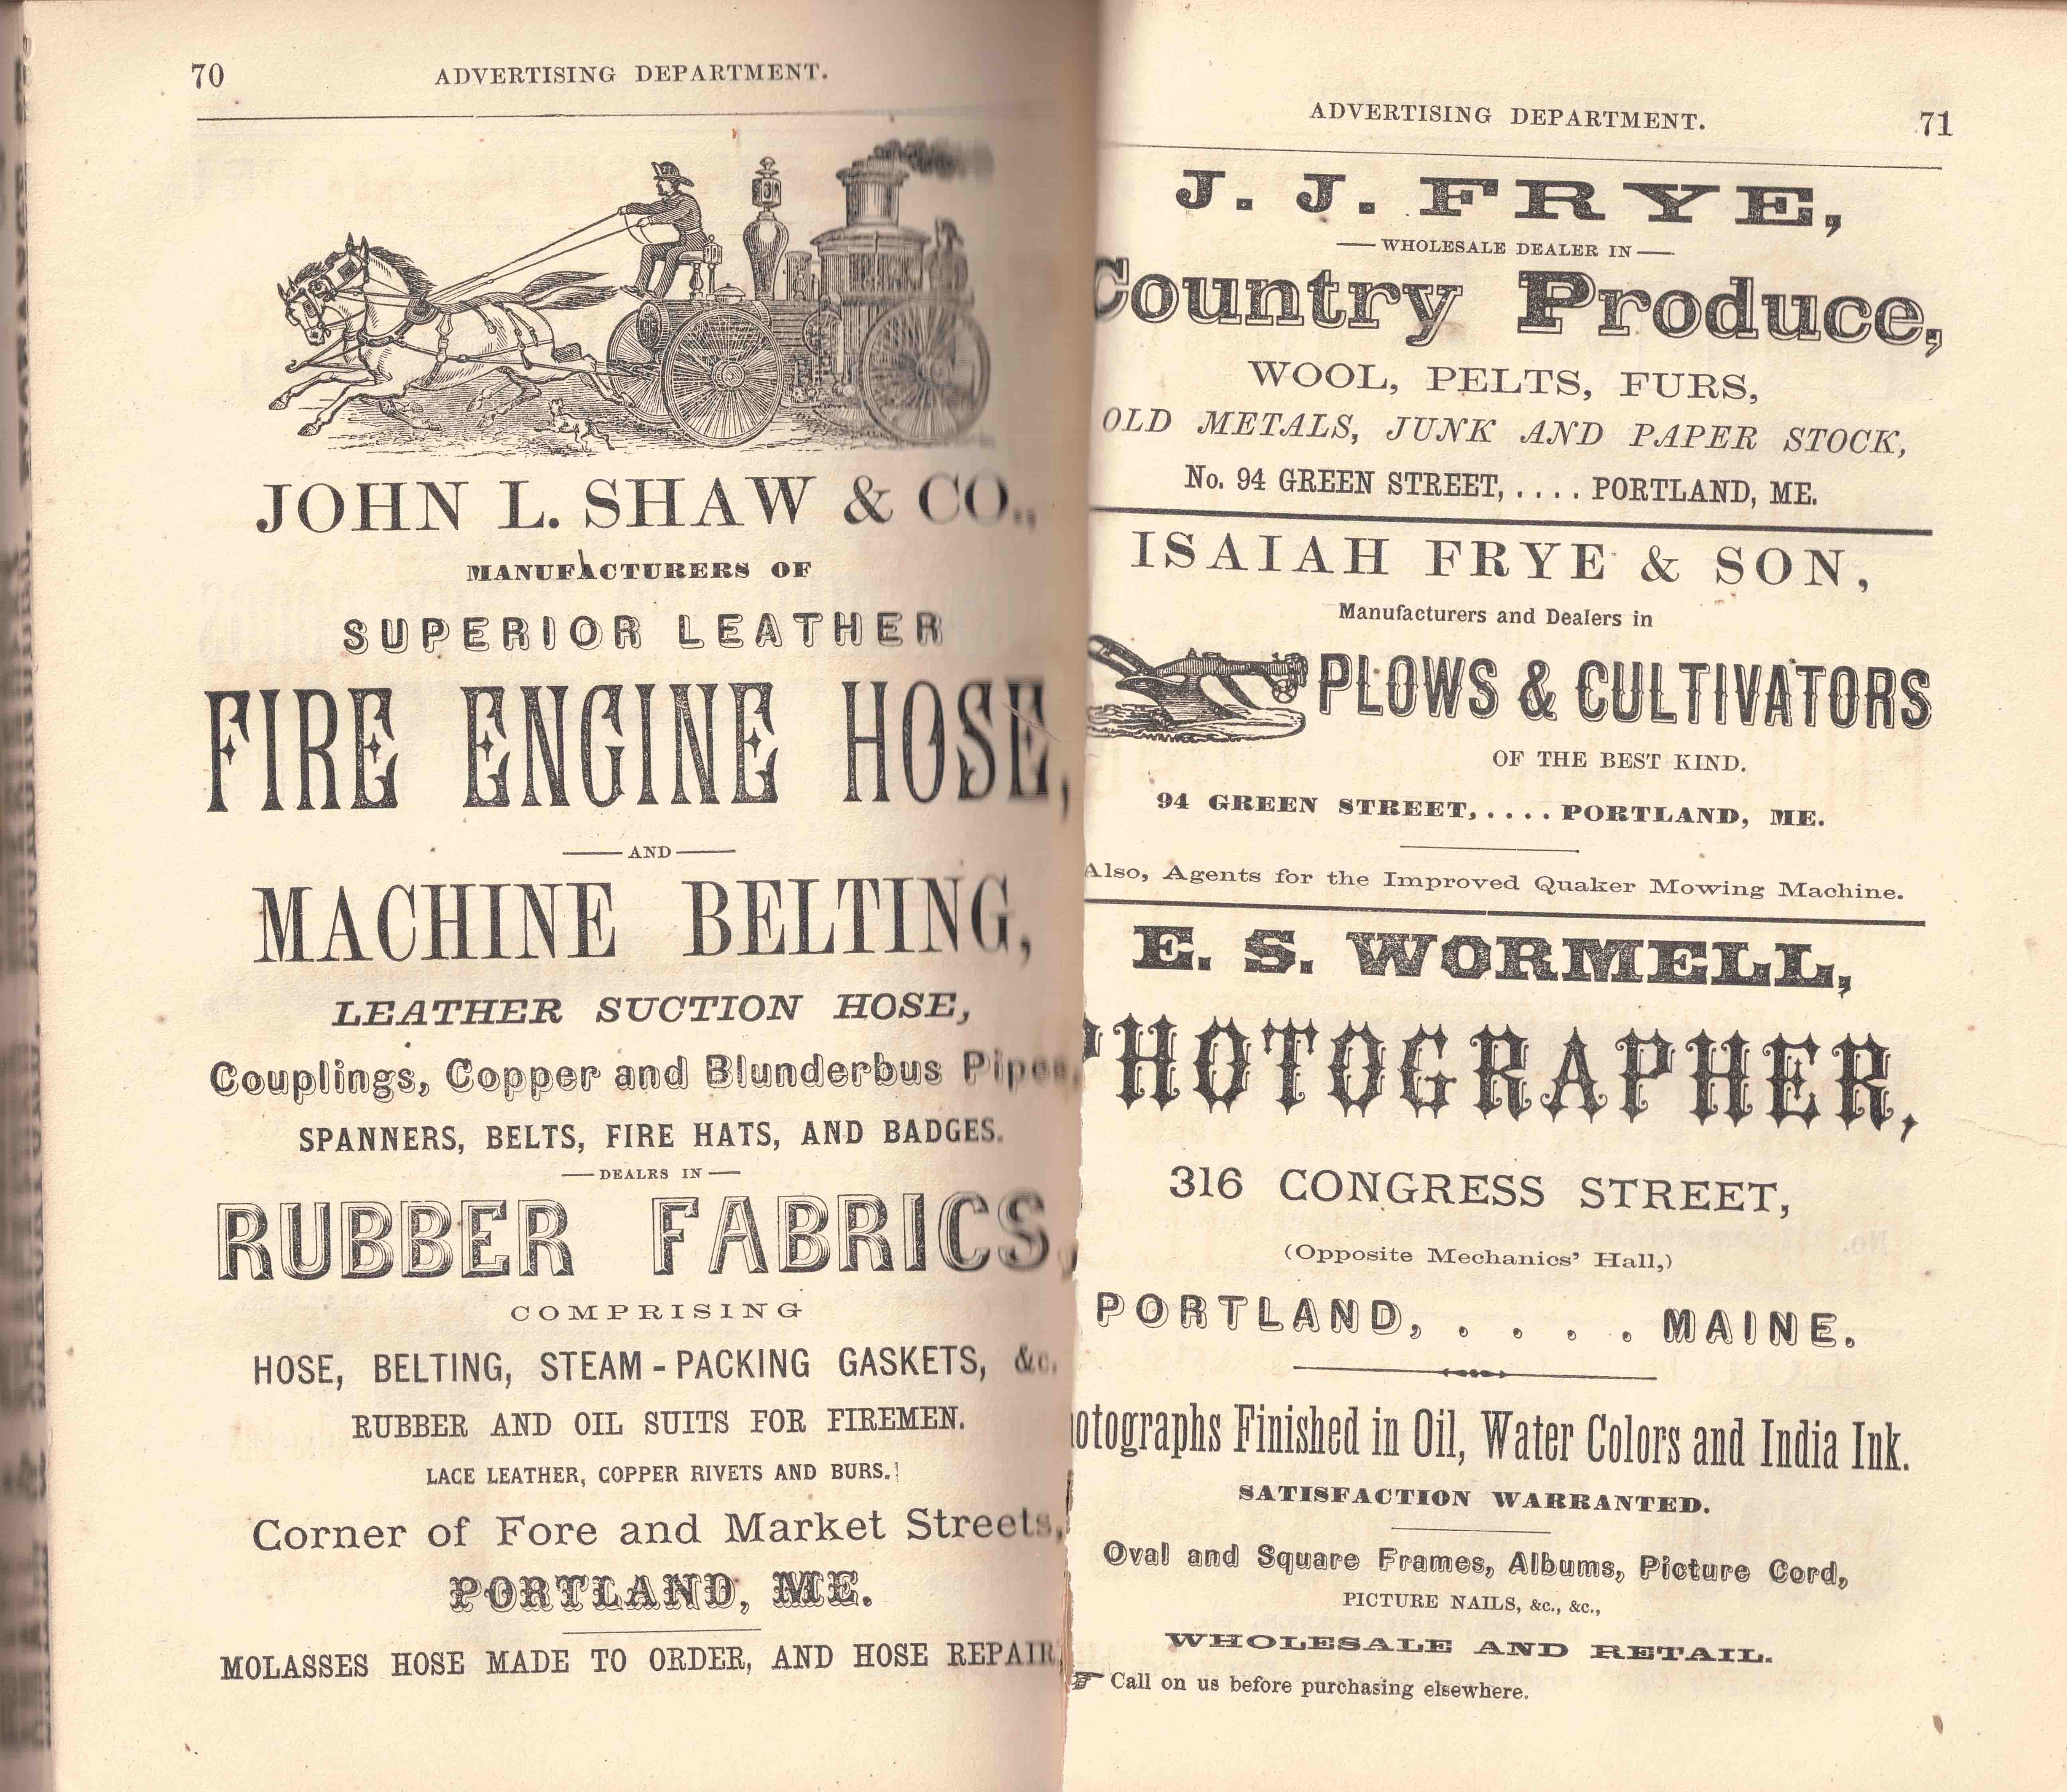 70
ADVERTISING DEPARTMENT.
JOHN L. SHAW & CO.,
MANUFACTURERS OF
SUPERIOR LEATHER
FIRE ENGINE HOSE,
AND
MACHINE BELTING,
LEATHER SUCTION HOSE,
Couplings, Copper and Blunderbus Pipes,
SPANNERS, BELTS, FIRE HATS, AND BADGES.
DEALRS IN
RUBBER FABRICS,
COMPRISING
HOSE, BELTING, STEAM-PACKING GASKETS, &c.
RUBBER AND OIL SUITS FOR FIREMEN.
LACE LEATHER, COPPER RIVETS AND BURS.
Corner of Fore and Market Streets,
PORTLAND, ME.
MOLASSES HOSE MADE TO ORDER, AND HOSE REPAIR
ADVERTISING DEPARTMENT.
71
J. J. FRYE,
WHOLESALE DEALER IN
Country Produce,
WOOL, PELTS, FURS,
OLD METALS, JUNK AND PAPER STOCK,
No. 94 GREEN STREET, .... PORTLAND, ME.
ISAIAH FRYE & SON,
Manufacturers and Dealers in
PLOWS & CULTIVATORS
OF THE BEST KIND.
94 GREEN STREET, .... PORTLAND, ME.
Also, Agents for the Improved Quaker Mowing Machine.
E. S. WORMELL,
PHOTOGRAPHER,
316 CONGRESS STREET,
(Opposite Mechanics' Hall,)
PORTLAND, . . . . MAINE.
otographs Finished in Oil, Water Colors and India Ink.
SATISFACTION WARRANTED.
Oval and Square Frames, Albums, Picture Cord,
PICTURE NAILS, &c., &c.,
WHOLESALE AND RETAIL.
☞ Call on us before purchasing elsewhere.